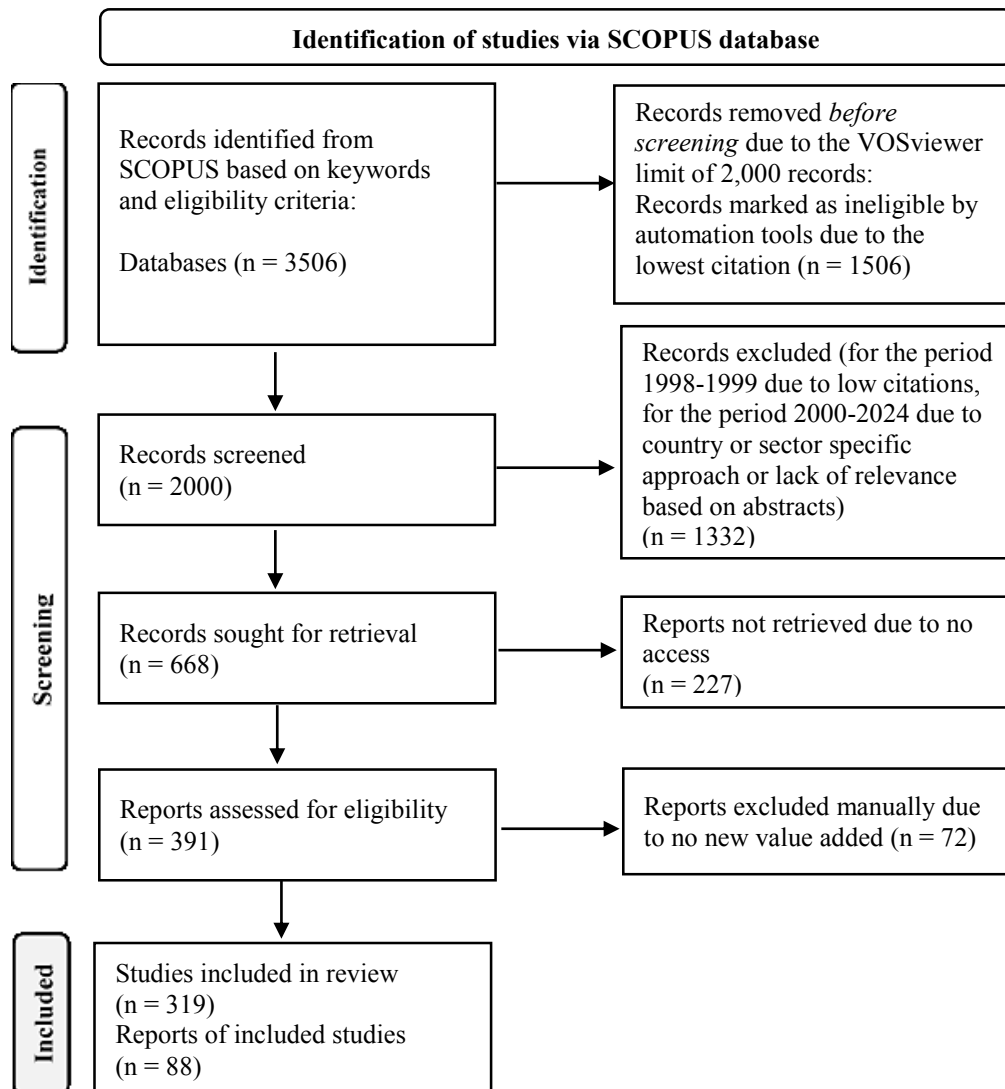 Identification of studies via SCOPUS database
Identification
Records identified from
SCOPUS based on keywords
and eligibility criteria:
Databases (n = 3506)
Records removed before
screening due to the VOSviewer
limit of 2,000 records:
Records marked as ineligible by
automation tools due to the
lowest citation (n = 1506)
Screening
Records screened
(n = 2000)
Records excluded (for the period
1998-1999 due to low citations,
for the period 2000-2024 due to
country or sector specific
approach or lack of relevance
based on abstracts)
(n = 1332)
Records sought for retrieval
(n = 668)
Reports not retrieved due to no
access
(n = 227)
Reports assessed for eligibility
(n = 391)
Reports excluded manually due
to no new value added (n = 72)
Included
Studies included in review
(n = 319)
Reports of included studies
(n = 88)